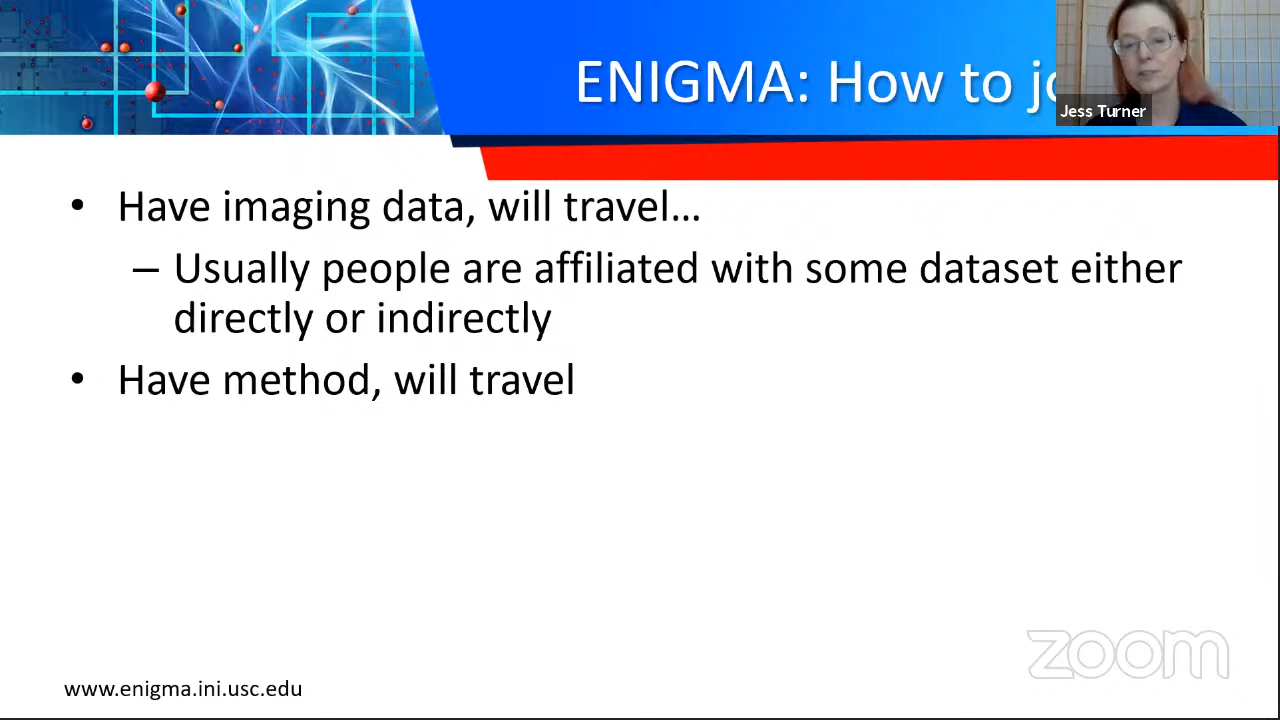 ENIGMA: How to
Jess Turner
• Have imaging data, will travel…
– Usually people are affiliated with some dataset either
directly or indirectly
• Have method, will travel
zoom
www.enigma.ini.usc.edu